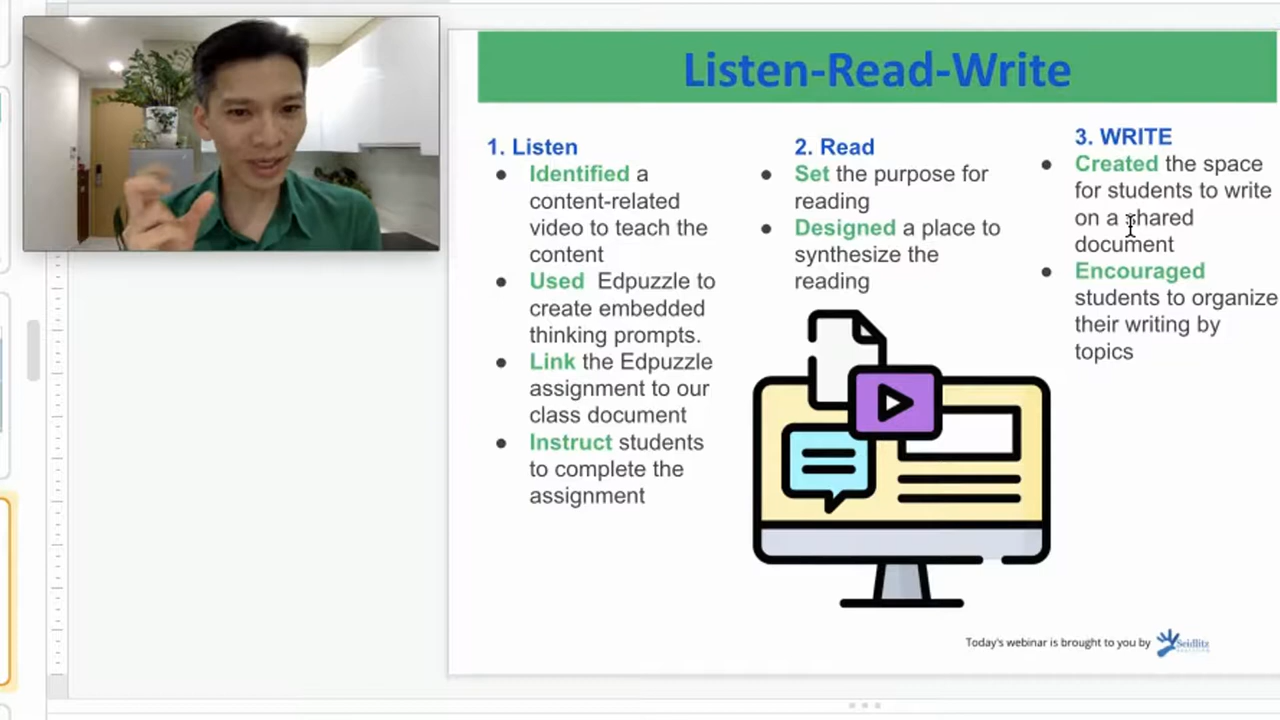 Listen-Read-Write
1. Listen
● Identified a
content-related
video to teach the
content
● Used  Edpuzzle to
create embedded
thinking prompts.
● Link the Edpuzzle
assignment to our
class document
● Instruct students
to complete the
assignment
2. Read
● Set the purpose for
reading
● Designed a place to
synthesize the
reading
3. WRITE
● Created the space
for students to write
on a shared
document
● Encouraged
students to organize
their writing by
topics
Today's webinar is brought to you by
Seidlitz